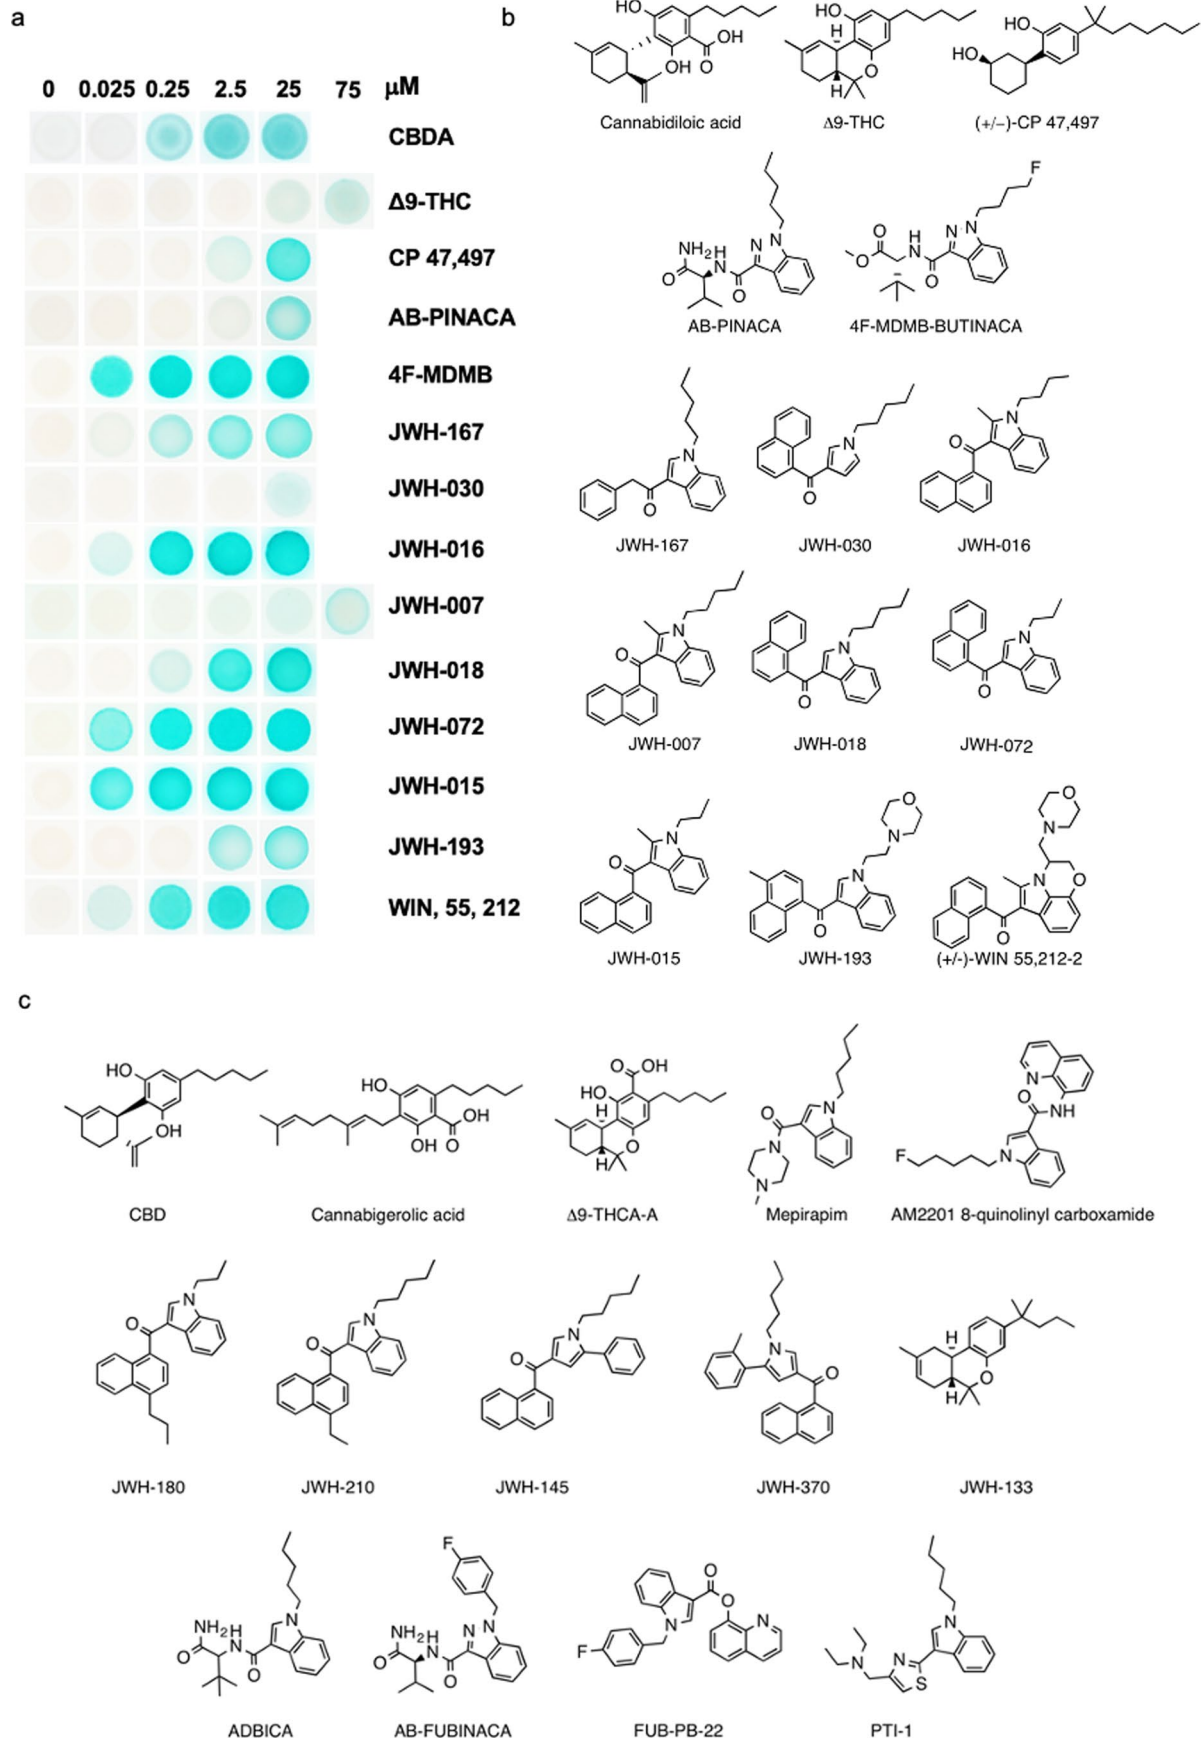 a
0 0.025 0.25 2.5 25 75 μM
CBDA
Δ9-THC
CP 47,497
AB-PINACA
4F-MDMB
JWH-167
JWH-030
JWH-016
JWH-007
JWH-018
JWH-072
JWH-015
JWH-193
WIN, 55, 212
b
HO
OH
OH O
Cannabidiloic acid
OH
H
O
H
Δ9-THC
HO
HO
(+/−)-CP 47,497
N
N
NH2 H
N
O
O
AB-PINACA
F
N
N
O
H
N
O
O
4F-MDMB-BUTINACA
N
O
JWH-167
N
O
JWH-030
N
O
JWH-016
N
O
JWH-007
N
O
JWH-018
N
O
JWH-072
N
O
JWH-015
O
N
N
O
JWH-193
O
N
N
O
O
(+/-)-WIN 55,212-2
c
HO
OH
CBD
HO
OH
OH O
Cannabigerolic acid
O OH
HO
H
O
H
Δ9-THCA-A
N
O
N
N
Mepirapim
N
O
NH
F
N
AM2201 8-quinolinyl carboxamide
N
O
JWH-180
N
O
JWH-210
N
O
JWH-145
N
O
JWH-370
H
O
H
JWH-133
N
NH2 H
N
O
O
ADBICA
F
N
N
NH2 H
N
O
O
AB-FUBINACA
O
O
N
N
F
FUB-PB-22
N
N
N
S
PTI-1